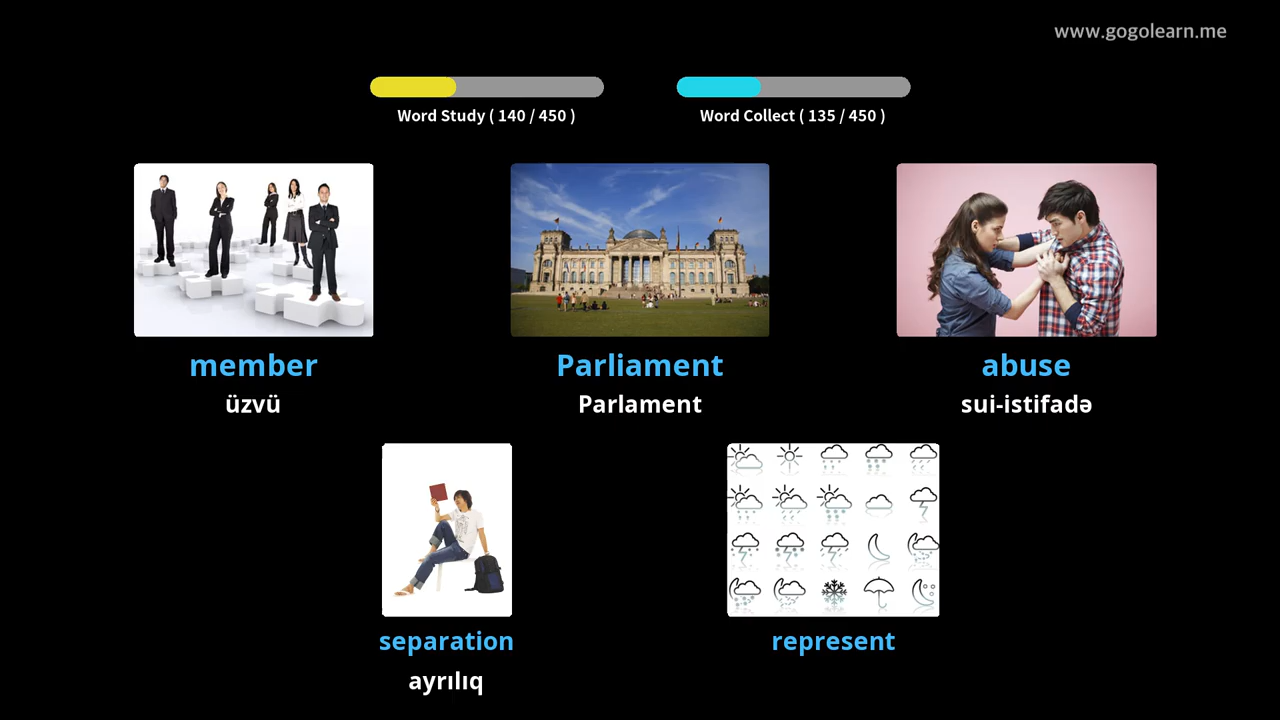 www.gogolearn.me
Word Study ( 140 / 450 )
Word Collect ( 135 / 450 )
member
üzvü
Parliament
Parlament
abuse
sui-istifadə
separation
ayrılıq
represent